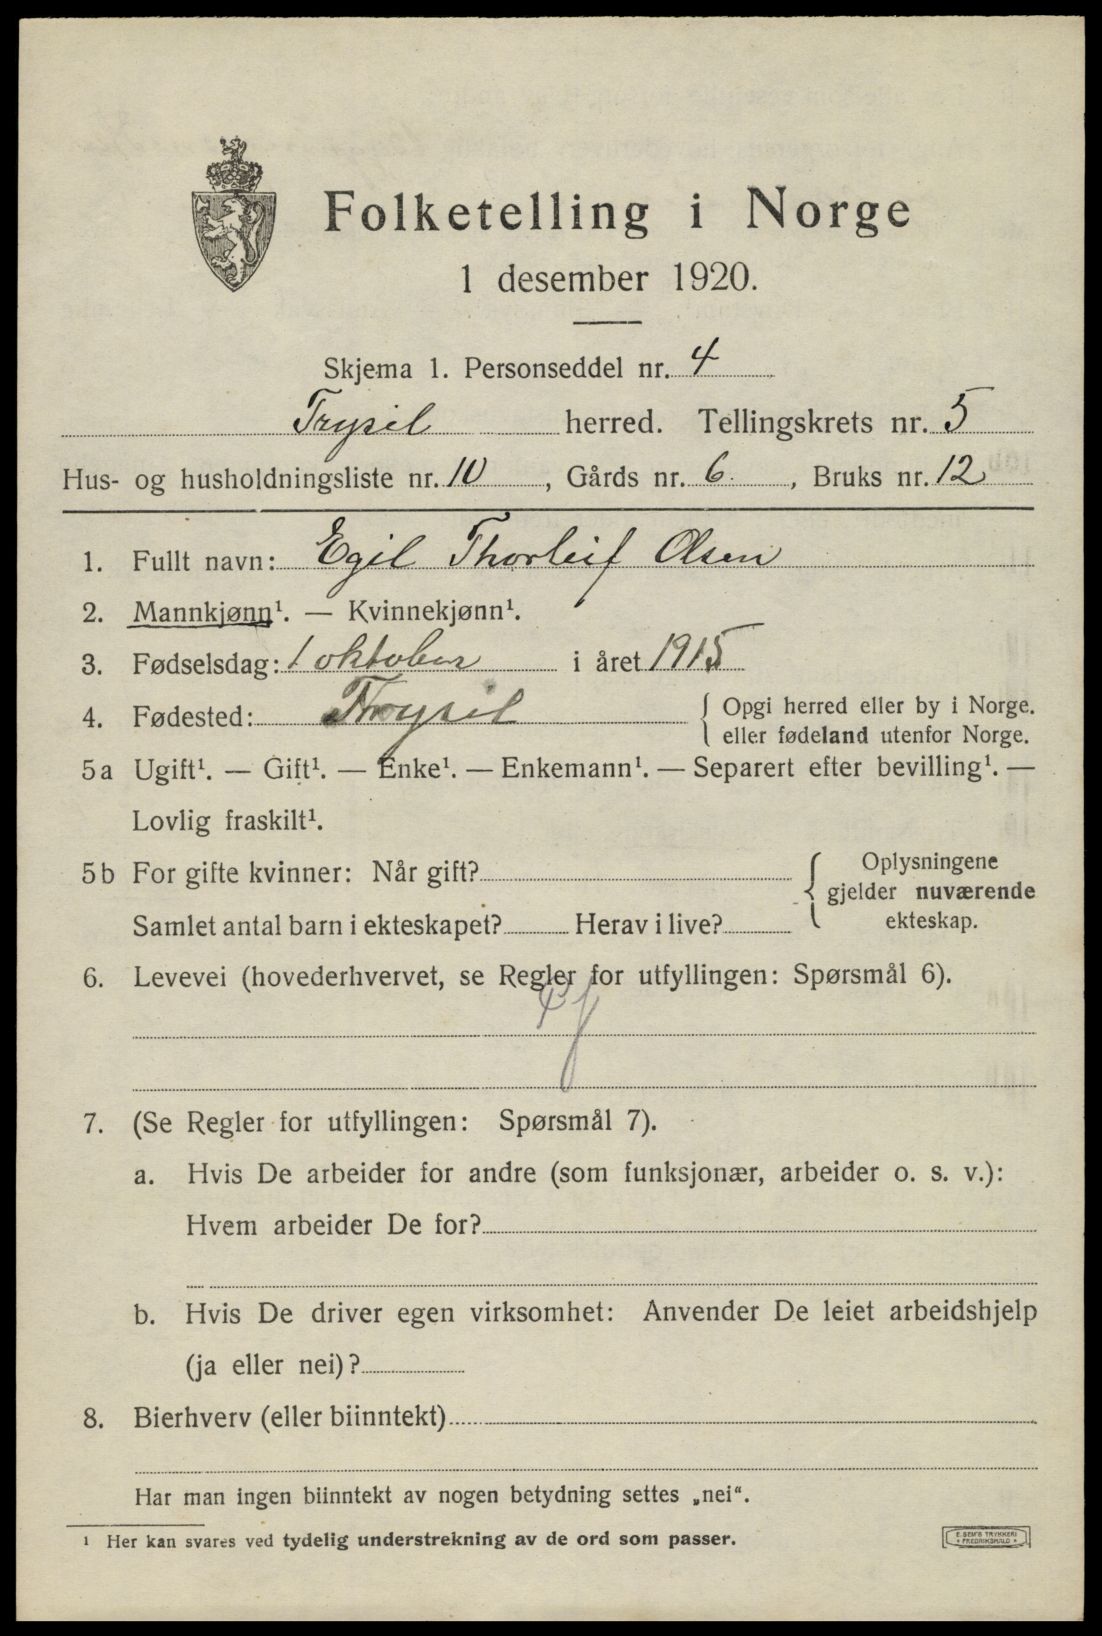 Folketelling i Norge
1 desember 1920.
Skjema 1. Personseddel nr. 4
Trysil herred. Tellingskrets nr. 5
Hus- og husholdningsliste nr. 10, Gårds nr. 6., Bruks nr. 12
1. Fullt navn: Egil Thorleif Olsen
2. Mannkjønn¹. — Kvinnekjønn¹.
3. Fødselsdag: 1 oktober i året 1915
4. Fødested: Trysil { Opgi herred eller by i Norge.
eller fødeland utenfor Norge.
5a Ugift¹. — Gift¹. — Enke¹. — Enkemann¹. — Separert efter bevilling¹. —
Lovlig fraskilt¹.
5b For gifte kvinner: Når gift?
Samlet antal barn i ekteskapet? Herav i live?
{ Oplysningene
gjelder nuværende
ekteskap.
6. Levevei (hovederhvervet, se Regler for utfyllingen: Spørsmål 6).
7. (Se Regler for utfyllingen: Spørsmål 7).
a. Hvis De arbeider for andre (som funksjonær, arbeider o. s. v.):
Hvem arbeider De for?
b. Hvis De driver egen virksomhet: Anvender De leiet arbeidshjelp
(ja eller nei)?
8. Bierhverv (eller biinntekt)
Har man ingen biinntekt av nogen betydning settes „nei“.
¹ Her kan svares ved tydelig understrekning av de ord som passer.
E. SEM'S TRYKKERI
* FREDRIKSHALD *